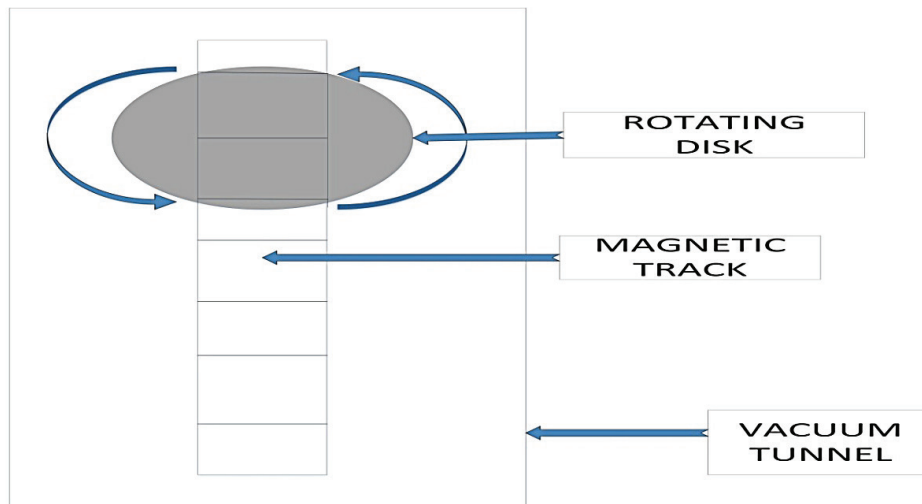 ROTATING
DISK
MAGNETIC
TRACK
VACUUM
TUNNEL